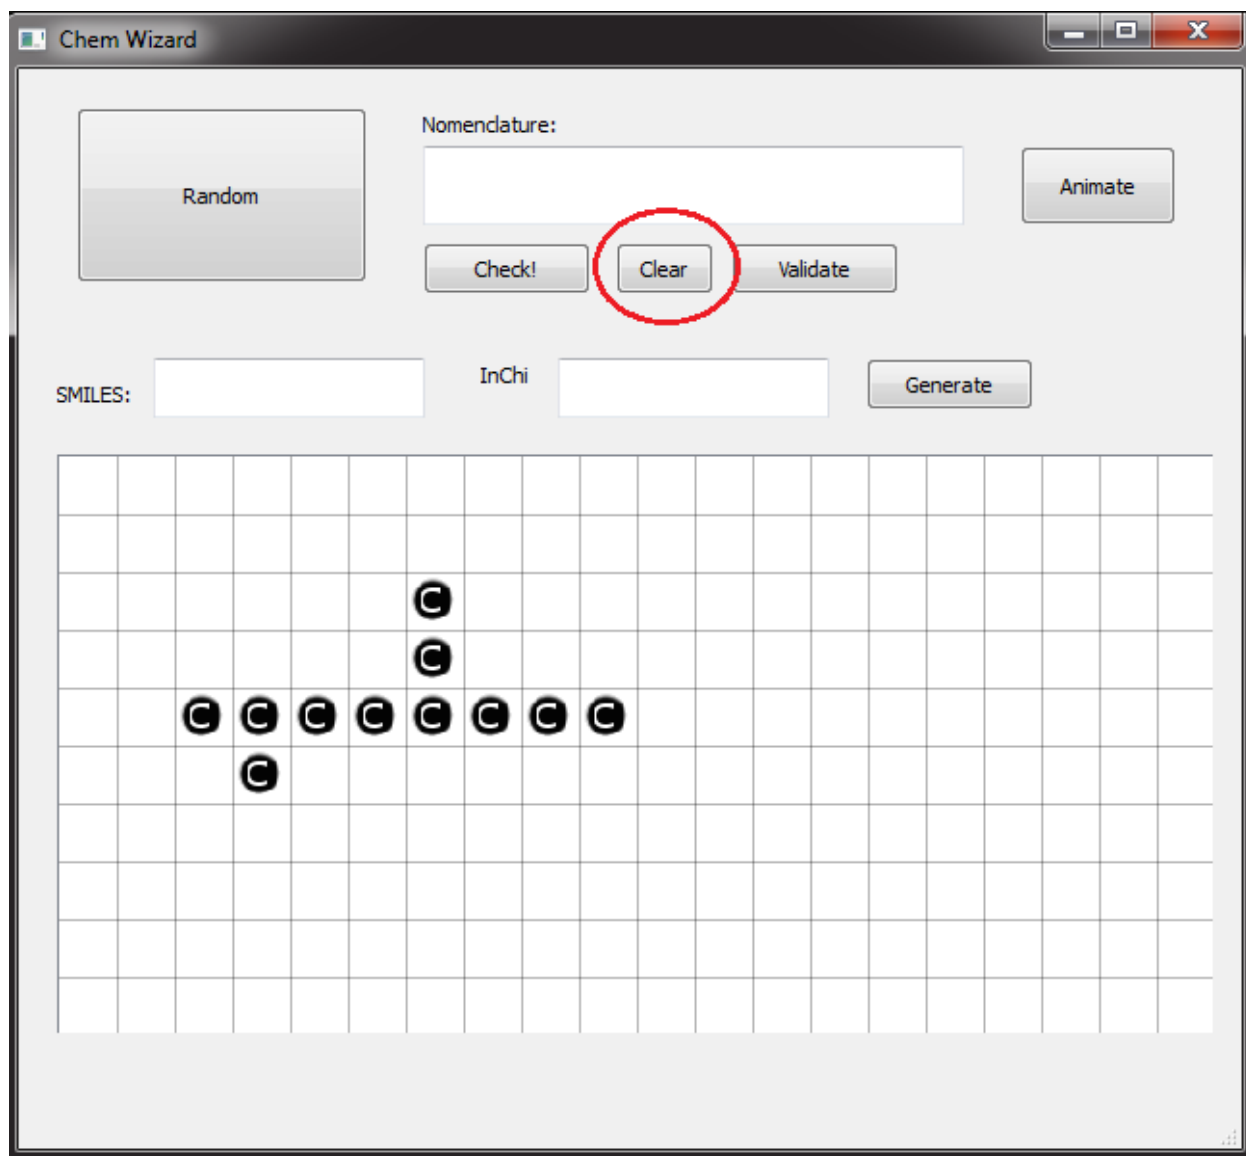 Chem Wizard
Nomenclature:
Random
Animate
Check! Clear Validate
SMILES:
InChi
Generate
C
C
C C C C C C C C
C